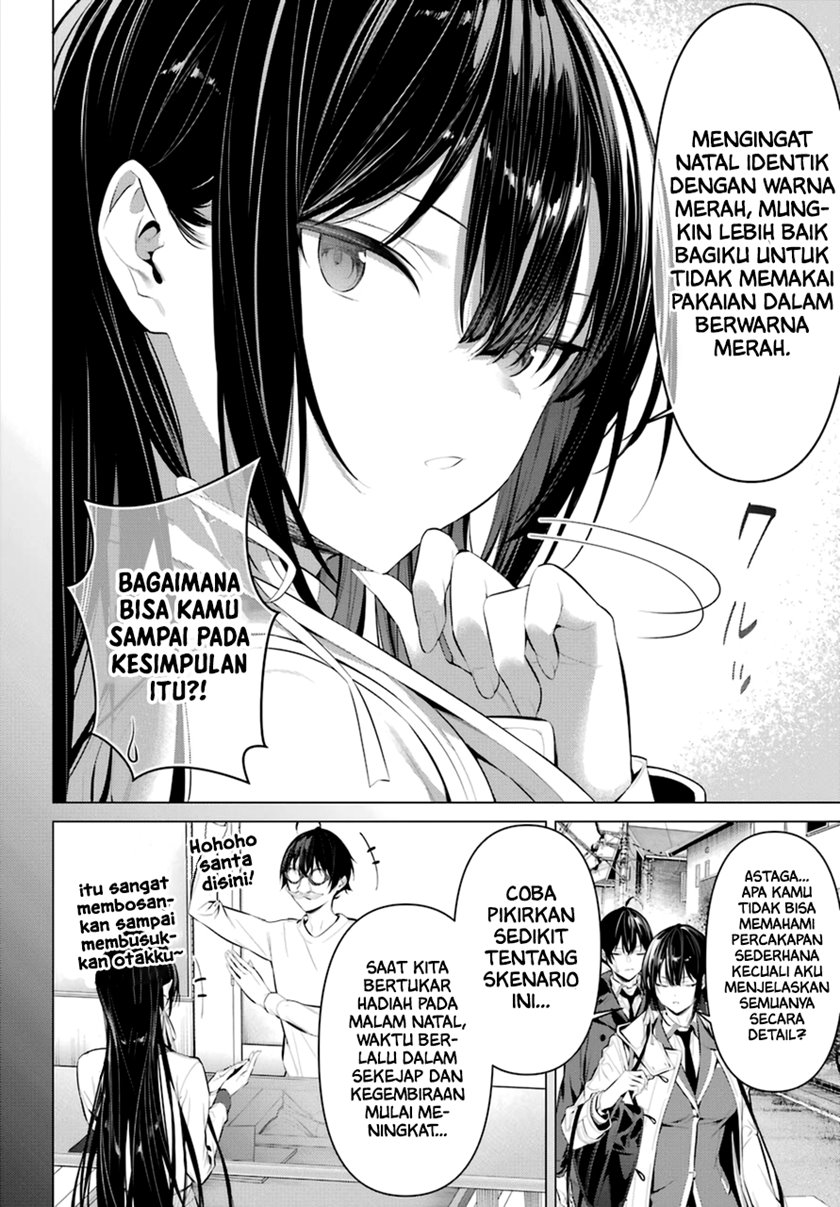 MENGINGAT
NATAL IDENTIK
DENGAN WARNA
MERAH, MUNG-
KIN LEBIH BAIK
BAGIKU UNTUK
TIDAK MEMAKAI
PAKAIAN DALAM
BERWARNA
MERAH.
クルッ
BAGAIMANA
BISA KAMU
SAMPAI PADA
KESIMPULAN
ITU?!
ASTAGA...
APA KAMU
TIDAK BISA
MEMAHAMI
PERCAKAPAN
SEDERHANA
KECUALI AKU
MENJELASKAN
SEMUANYA
SECARA
DETAIL?
COBA
PIKIRKAN
SEDIKIT
TENTANG
SKENARIO
INI...
SAAT KITA
BERTUKAR
HADIAH PADA
MALAM NATAL,
WAKTU BER-
LALU DALAM
SEKEJAP DAN
KEGEMBIRAAN
MULAI ME-
NINGKAT...
Hohoho
santa
disini!
itu sangat
membosan-
kan sampai
membusuk-
kan otakku~